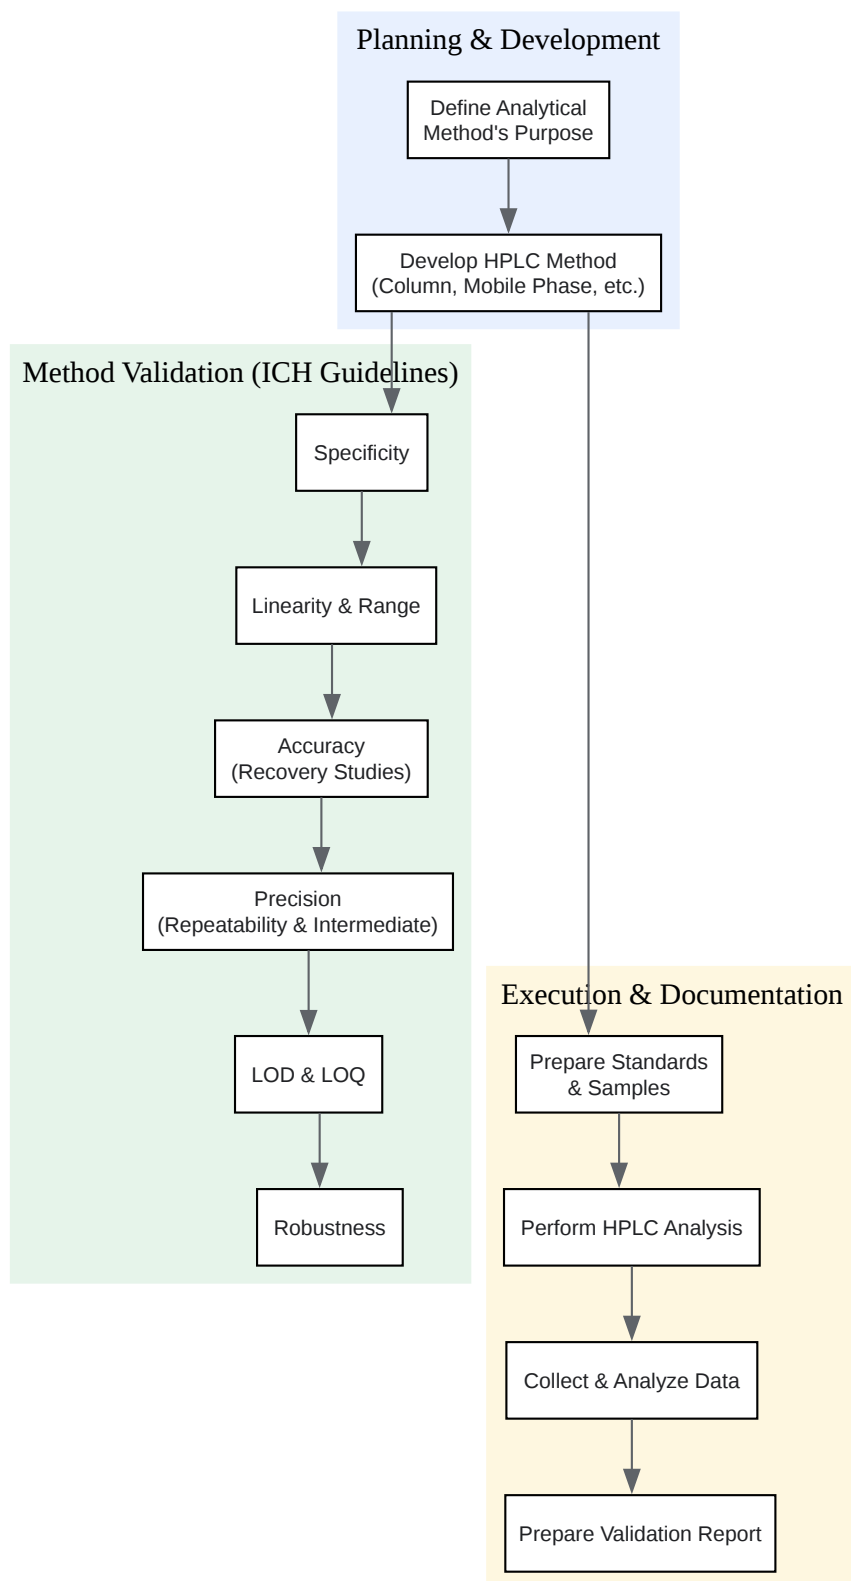 Planning & Development
Define Analytical
Method's Purpose
Develop HPLC Method
(Column, Mobile Phase, etc.)
Method Validation (ICH Guidelines)
Specificity
Linearity & Range
Accuracy
(Recovery Studies)
Precision
(Repeatability & Intermediate)
LOD & LOQ
Robustness
Execution & Documentation
Prepare Standards
& Samples
Perform HPLC Analysis
Collect & Analyze Data
Prepare Validation Report